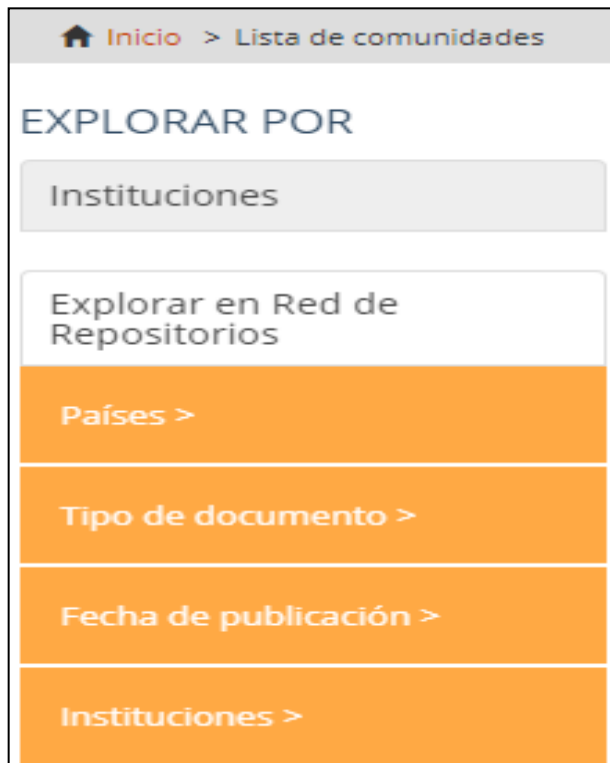 Inicio > Lista de comunidades
EXPLORAR POR
Instituciones
Explorar en Red de
Repositorios
Países >
Tipo de documento >
Fecha de publicación >
Instituciones >